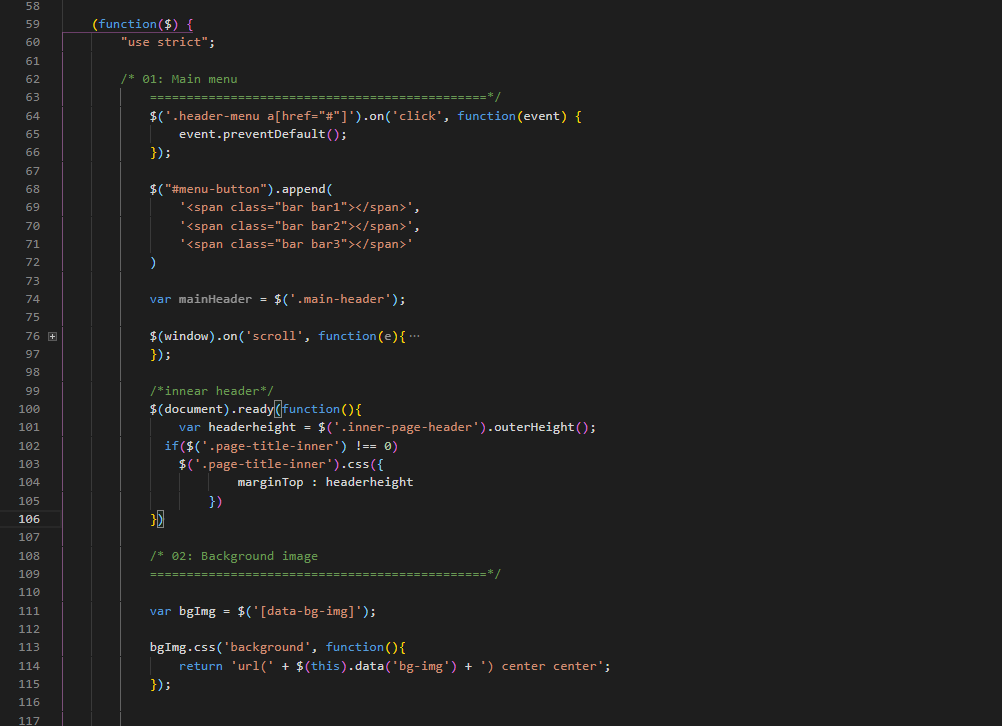 58
59 (function($) {
60 "use strict";
61
62 /* 01: Main menu
63 ==============================================*/
64 $('.header-menu a[href="#"]').on('click', function(event) {
65 event.preventDefault();
66 });
67
68 $("#menu-button").append(
69 '<span class="bar bar1"></span>',
70 '<span class="bar bar2"></span>',
71 '<span class="bar bar3"></span>'
72 )
73
74 var mainHeader = $('.main-header');
75
76 $(window).on('scroll', function(e){⋯
97 });
98
99 /*innear header*/
100 $(document).ready(function(){
101 var headerheight = $('.inner-page-header').outerHeight();
102 if($('.page-title-inner') !== 0)
103 $('.page-title-inner').css({
104 marginTop : headerheight
105 })
106 })
107
108 /* 02: Background image
109 ==============================================*/
110
111 var bgImg = $('[data-bg-img]');
112
113 bgImg.css('background', function(){
114 return 'url(' + $(this).data('bg-img') + ') center center';
115 });
116
117